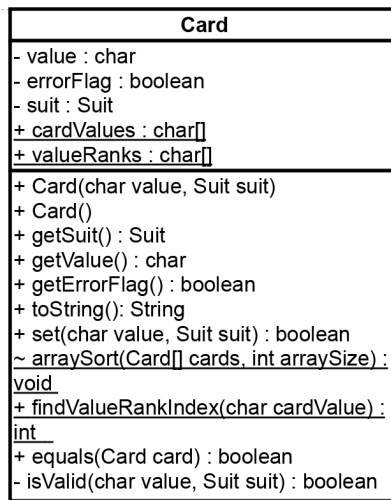 Card
- value : char
- errorFlag : boolean
- suit : Suit
+ cardValues : char[]
+ valueRanks : char[]
+ Card(char value, Suit suit)
+ Card()
+ getSuit() : Suit
+ getValue() : char
+ getErrorFlag() : boolean
+ toString(): String
+ set(char value, Suit suit) : boolean
~ arraySort(Card[] cards, int arraySize) :
void
+ findValueRankIndex(char cardValue) :
int
+ equals(Card card) : boolean
- isValid(char value, Suit suit) : boolean